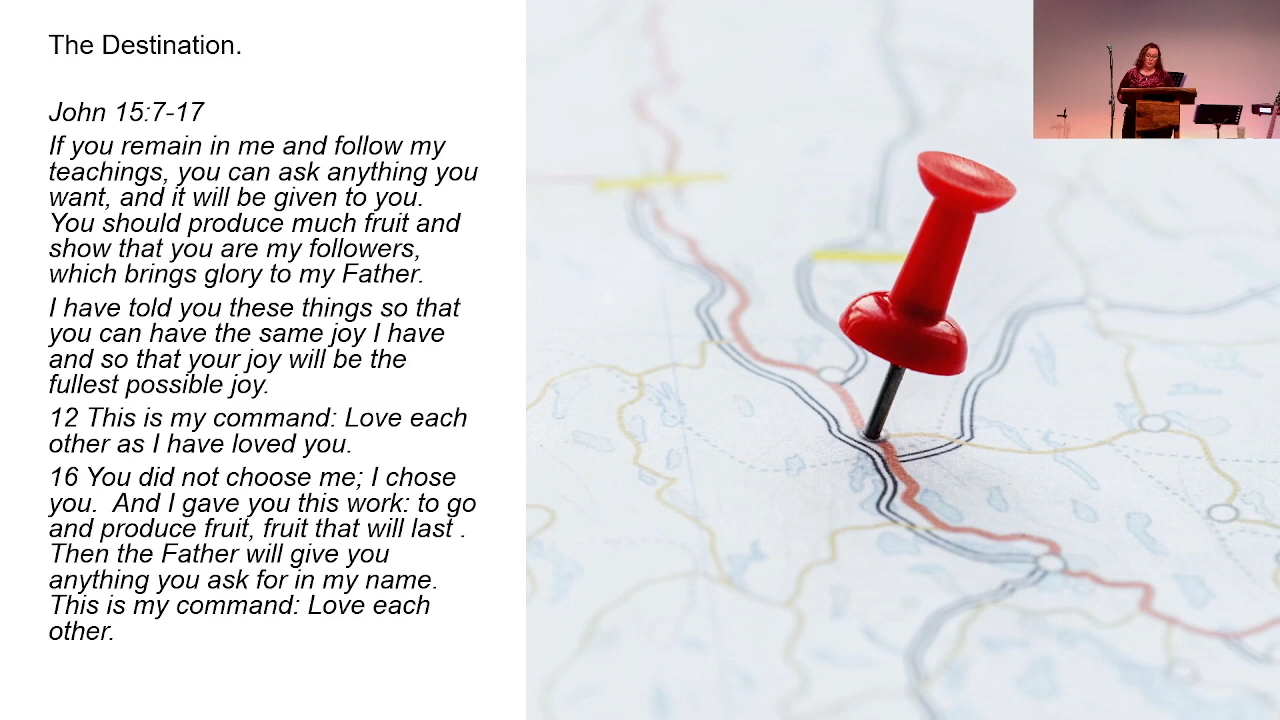 The Destination.
John 15:7-17
If you remain in me and follow my
teachings, you can ask anything you
want, and it will be given to you.
You should produce much fruit and
show that you are my followers,
which brings glory to my Father.
I have told you these things so that
you can have the same joy I have
and so that your joy will be the
fullest possible joy.
12 This is my command: Love each
other as I have loved you.
16 You did not choose me; I chose
you.  And I gave you this work: to go
and produce fruit, fruit that will last .
Then the Father will give you
anything you ask for in my name.
This is my command: Love each
other.